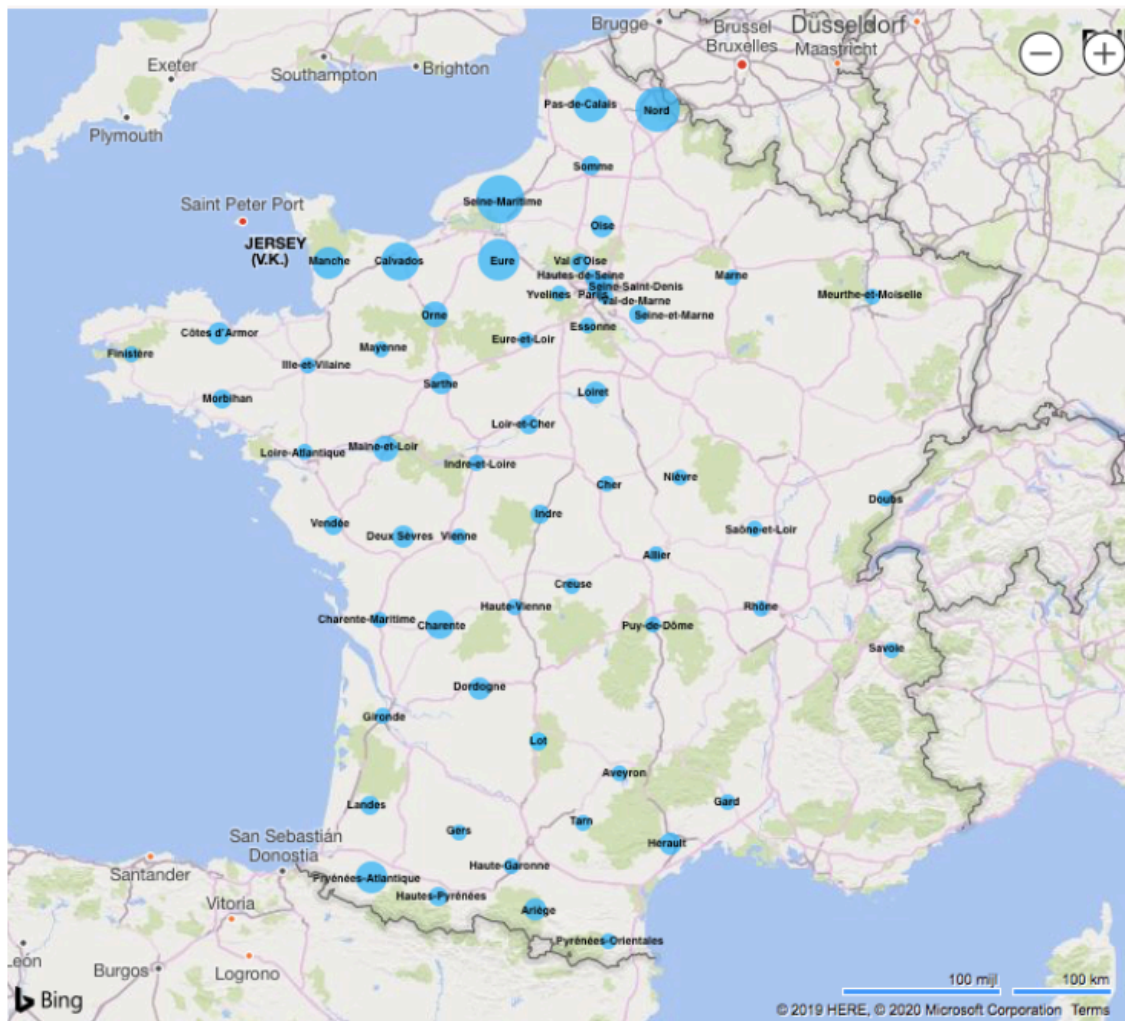 Brugge
Brussel
Bruxelles
Düsseldorf
Maastricht
Exeter
Southampton
Brighton
Plymouth
Pas-de-Calais
Nord
Somme
Saint Peter Port
Seine-Maritime
Oise
JERSEY
(V.K.)
Manche
Calvados
Eure
Val d'Oise
Hautes-de-Seine
Seine-Saint-Denis
Marne
Yvelines
Paris
Val-de-Marne
Meurthe-et-Moiselle
Orne
Seine-et-Marne
Essonne
Côtes d'Armor
Eure-et-Loir
Finistère
Mayenne
Ille-et-Vilaine
Sarthe
Loiret
Morbihan
Loir-et-Cher
Loire-Atlantique
Maine-et-Loir
Indre-et-Loire
Cher
Nièvre
Doubs
Vendée
Indre
Deux Sèvres
Vienne
Saône-et-Loir
Allier
Creuse
Charente-Maritime
Haute-Vienne
Rhône
Charente
Puy-de-Dôme
Savoie
Dordogne
Gironde
Lot
Aveyron
Landes
Gard
Gers
Tarn
San Sebastián
Donostia
Herault
Santander
Haute-Garonne
Pryénées-Atlantique
Hautes-Pyrénées
Vitoria
Ariège
Pyrénées-Orientales
León
Burgos
Logrono
Bing
100 mijl
100 km
© 2019 HERE, © 2020 Microsoft Corporation Terms